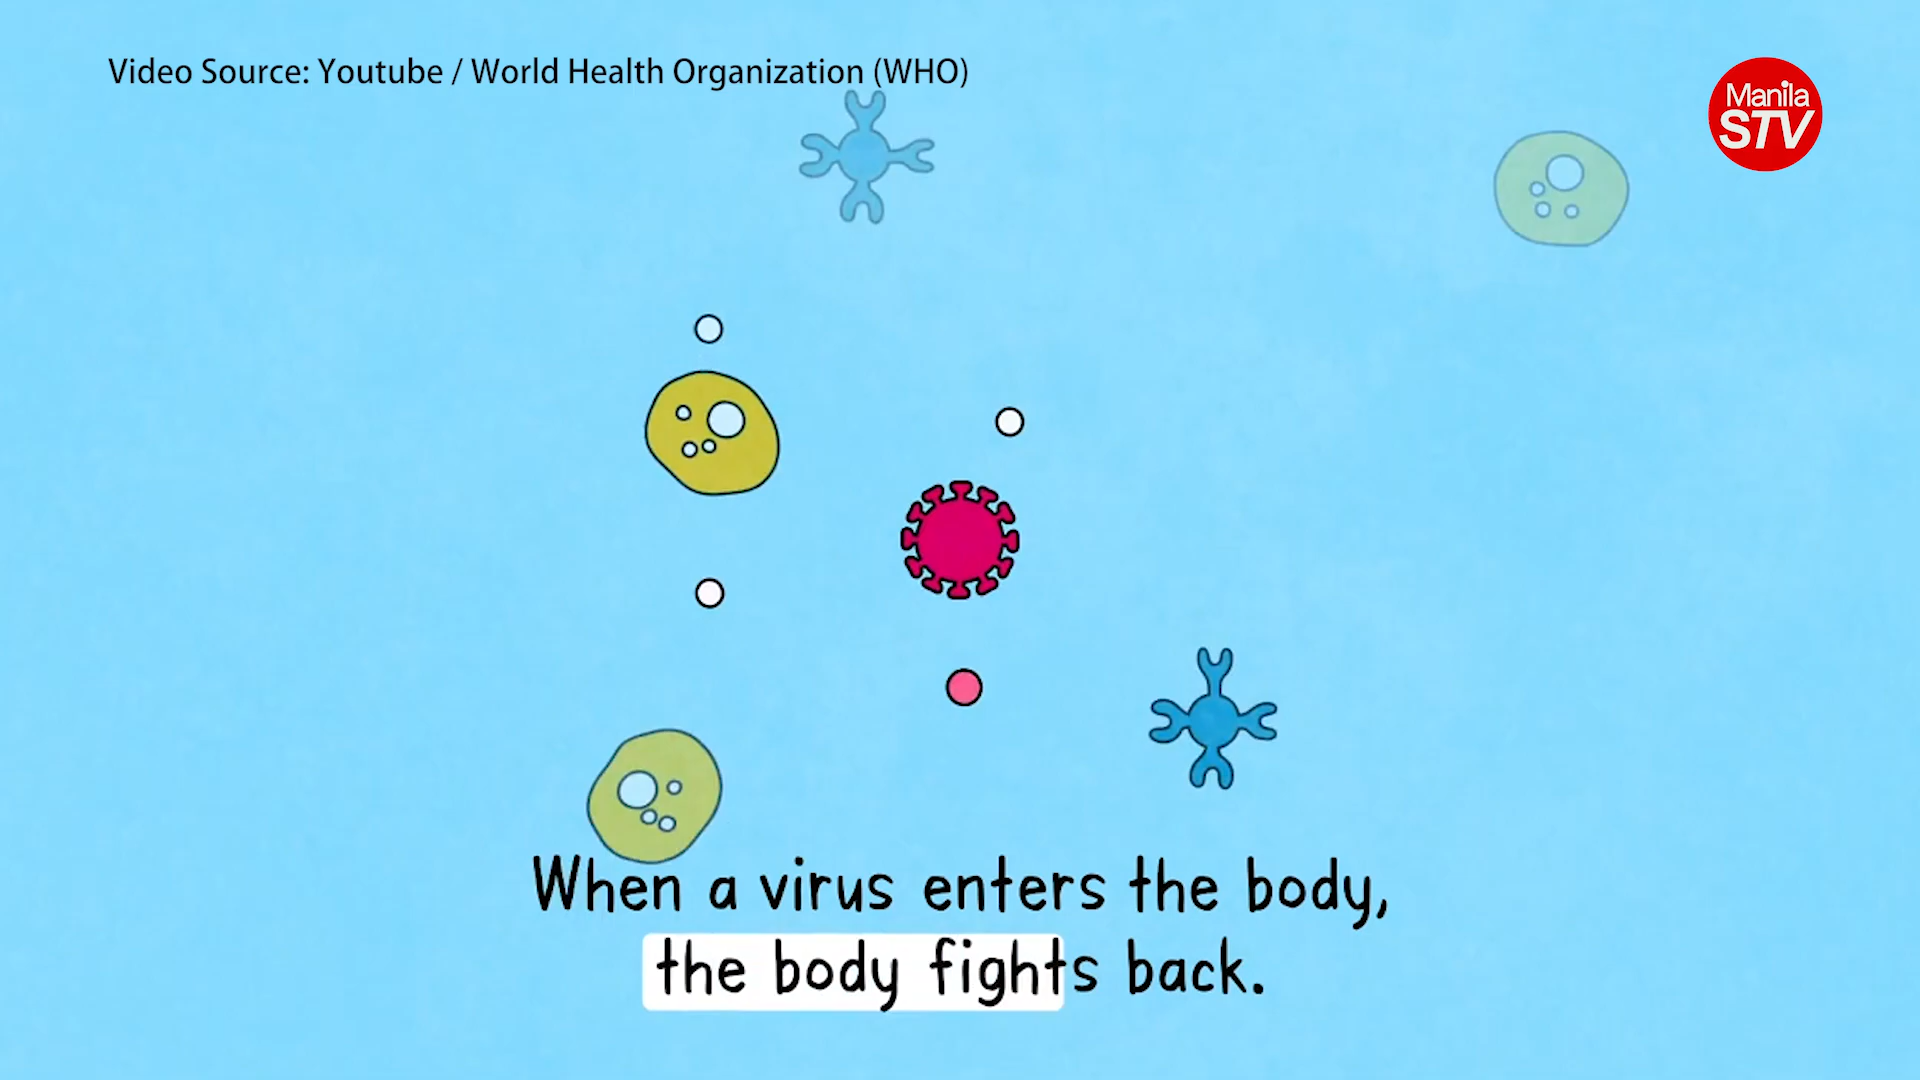 Video Source: Youtube / World Health Organization (WHO)
Manila
STV
When a virus enters the body,
the body fights back.